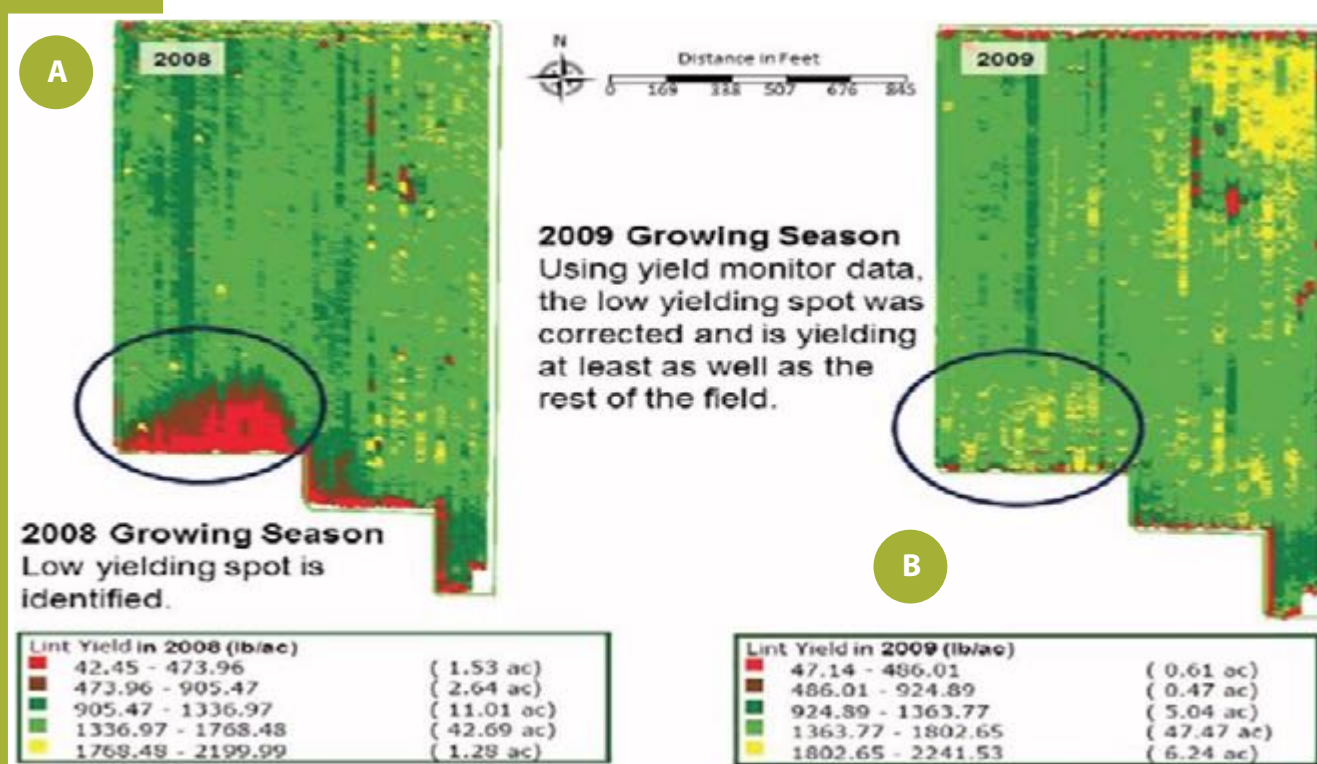 A
2008
N
Distance in Feet
0 169 338 507 676 845
2009
2009 Growing Season
Using yield monitor data,
the low yielding spot was
corrected and is yielding
at least as well as the
rest of the field.
2008 Growing Season
Low yielding spot is
identified.
B
Lint Yield in 2008 (lb/ac)
42.45 - 473.96 ( 1.53 ac)
473.96 - 905.47 ( 2.64 ac)
905.47 - 1336.97 ( 11.01 ac)
1336.97 - 1768.48 ( 42.69 ac)
1768.48 - 2199.99 ( 1.28 ac)
Lint Yield in 2009 (lb/ac)
47.14 - 486.01 ( 0.61 ac)
486.01 - 924.89 ( 0.47 ac)
924.89 - 1363.77 ( 5.04 ac)
1363.77 - 1802.65 ( 47.47 ac)
1802.65 - 2241.53 ( 6.24 ac)